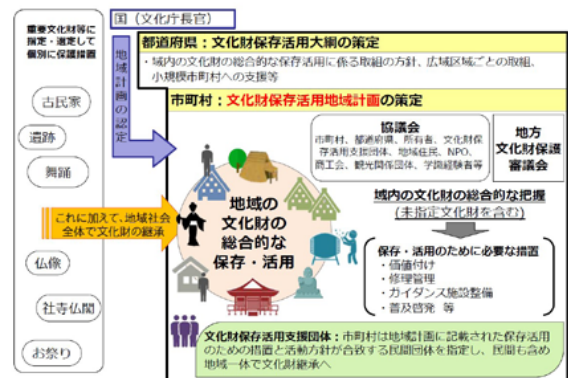 重要文化財等に
指定・選定して
個別に保護措置
古民家
遺跡
舞踊
これに加えて、地域社会
全体で文化財の継承
仏像
社寺仏閣
お祭り
国（文化庁長官）
地域計画の認定
都道府県：文化財保存活用大綱の策定
・域内の文化財の総合的な保存活用に係る取組の方針、広域区域ごとの取組、
小規模市町村への支援等
市町村：文化財保存活用地域計画の策定
協議会
市町村、都道府県、所有者、文化財保
存活用支援団体、地域住民、NPO、
商工会、観光関係団体、学識経験者等
地方
文化財保護
審議会
地域の
文化財の
総合的な
保存・活用
域内の文化財の総合的な把握
(未指定文化財を含む)
保存・活用のために必要な措置
・価値付け
・修理管理
・ガイダンス施設整備
・普及啓発 等
文化財保存活用支援団体：市町村は地域計画に記載された保存活用
のための措置と活動方針が合致する民間団体を指定し、民間も含め
地域一体で文化財継承へ